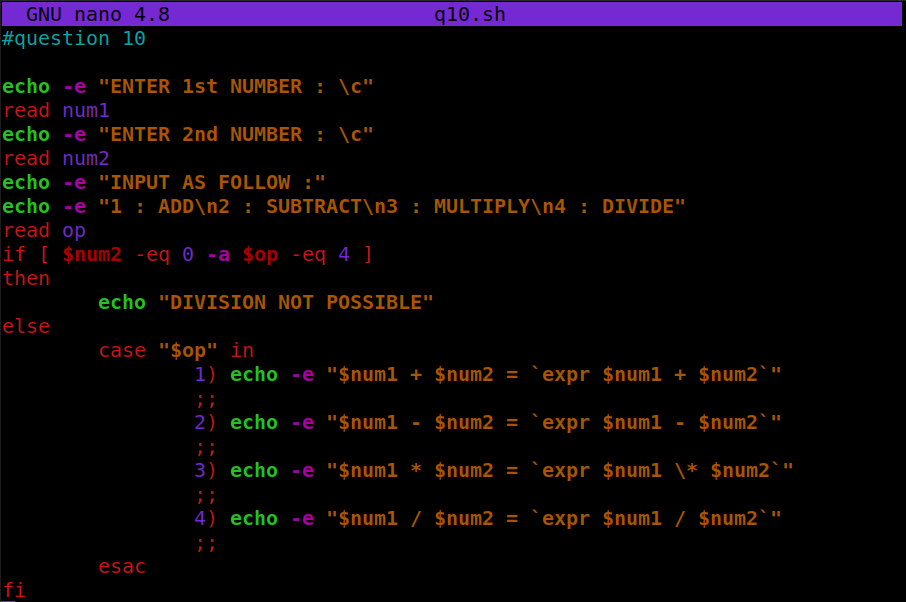 GNU nano 4.8 q10.sh
#question 10
echo -e "ENTER 1st NUMBER : \c"
read num1
echo -e "ENTER 2nd NUMBER : \c"
read num2
echo -e "INPUT AS FOLLOW :"
echo -e "1 : ADD\n2 : SUBTRACT\n3 : MULTIPLY\n4 : DIVIDE"
read op
if [ $num2 -eq 0 -a $op -eq 4 ]
then
echo "DIVISION NOT POSSIBLE"
else
case "$op" in
1) echo -e "$num1 + $num2 = `expr $num1 + $num2`"
;;
2) echo -e "$num1 - $num2 = `expr $num1 - $num2`"
;;
3) echo -e "$num1 * $num2 = `expr $num1 \* $num2`"
;;
4) echo -e "$num1 / $num2 = `expr $num1 / $num2`"
;;
esac
fi